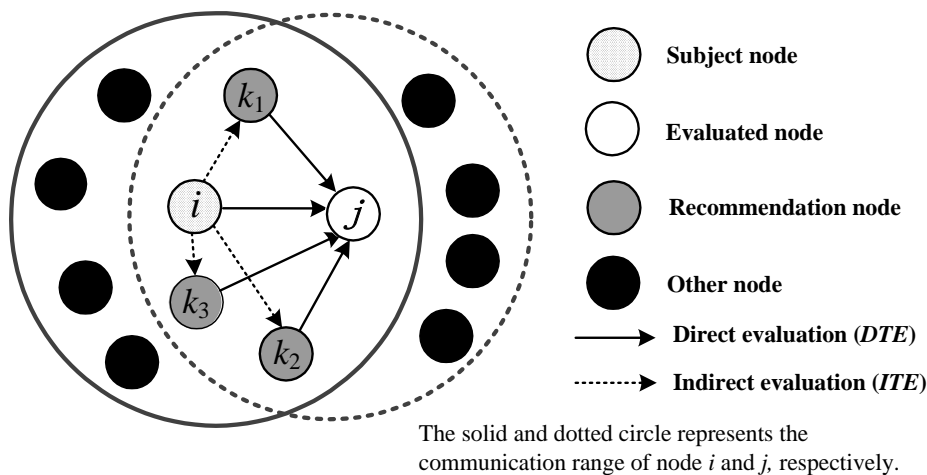 k1
i
j
k3
k2
Subject node
Evaluated node
Recommendation node
Other node
Direct evaluation (DTE)
Indirect evaluation (ITE)
The solid and dotted circle represents the
communication range of node i and j, respectively.